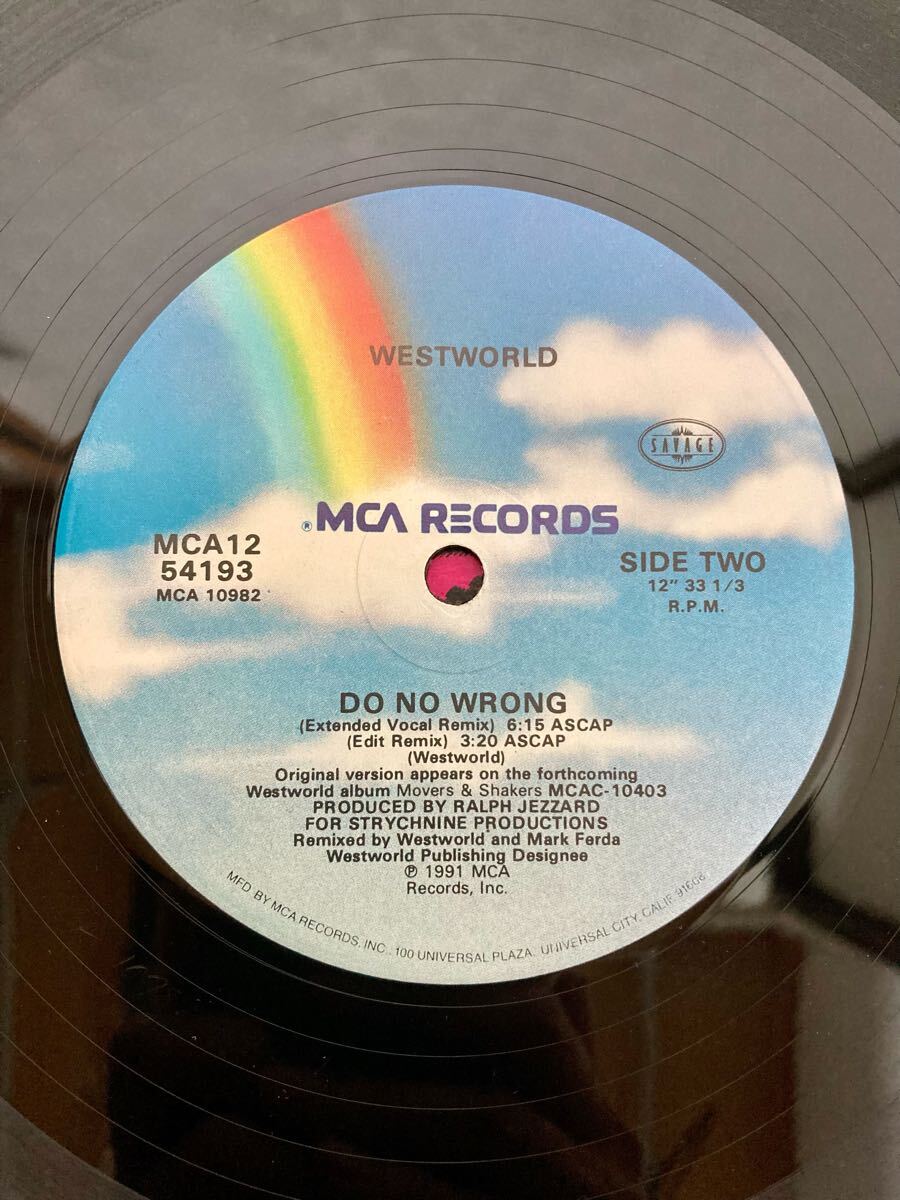 WESTWORLD
SAVAGE
® MCA RECORDS
MCA12
54193
MCA 10982
SIDE TWO
12" 33 1/3
R.P.M.
DO NO WRONG
(Extended Vocal Remix) 6:15 ASCAP
(Edit Remix) 3:20 ASCAP
(Westworld)
Original version appears on the forthcoming
Westworld album Movers & Shakers MCAC-10403
PRODUCED BY RALPH JEZZARD
FOR STRYCHNINE PRODUCTIONS
Remixed by Westworld and Mark Ferda
Westworld Publishing Designee
℗ 1991 MCA
Records, Inc.
MFD BY MCA RECORDS, INC., 100 UNIVERSAL PLAZA, UNIVERSAL CITY, CALIF. 91608